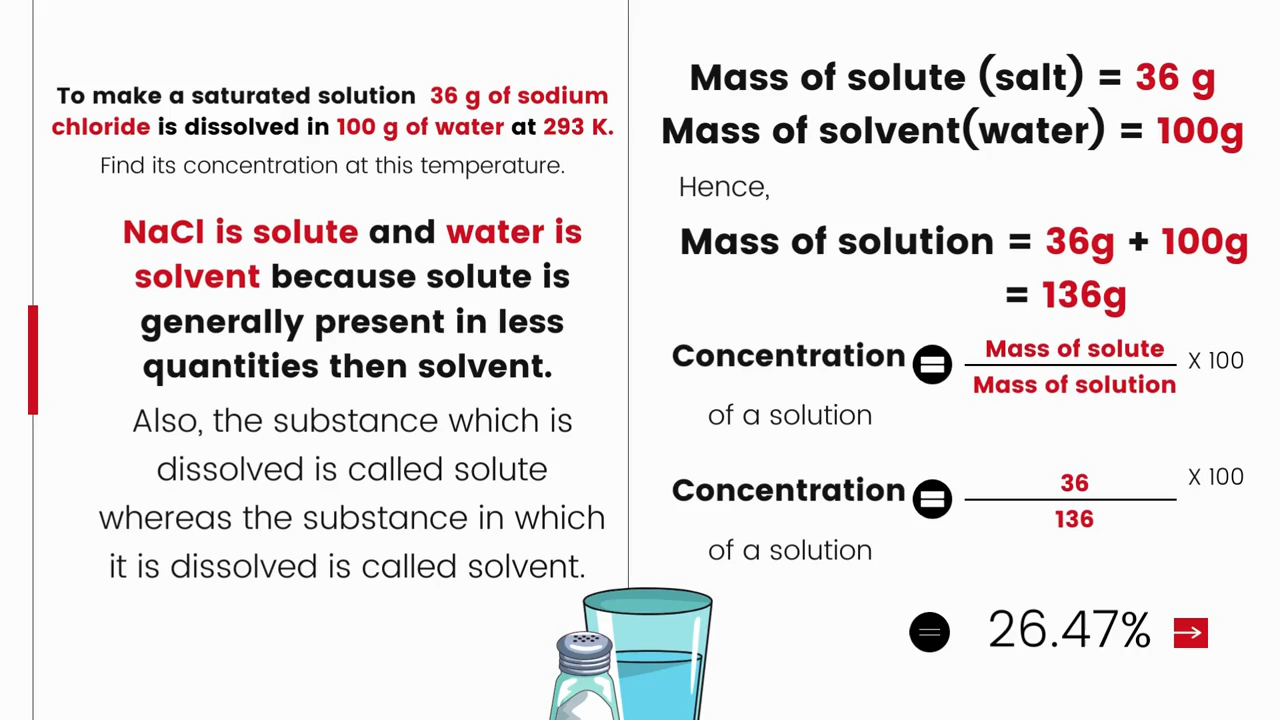 To make a saturated solution 36 g of sodium
chloride is dissolved in 100 g of water at 293 K.
Find its concentration at this temperature.
NaCl is solute and water is
solvent because solute is
generally present in less
quantities then solvent.
Also, the substance which is
dissolved is called solute
whereas the substance in which
it is dissolved is called solvent.
Mass of solute (salt) = 36 g
Mass of solvent(water) = 100g
Hence,
Mass of solution = 36g + 100g
= 136g
Concentration = Mass of solute X 100
Mass of solution
of a solution
Concentration = 36 X 100
136
of a solution
= 26.47%